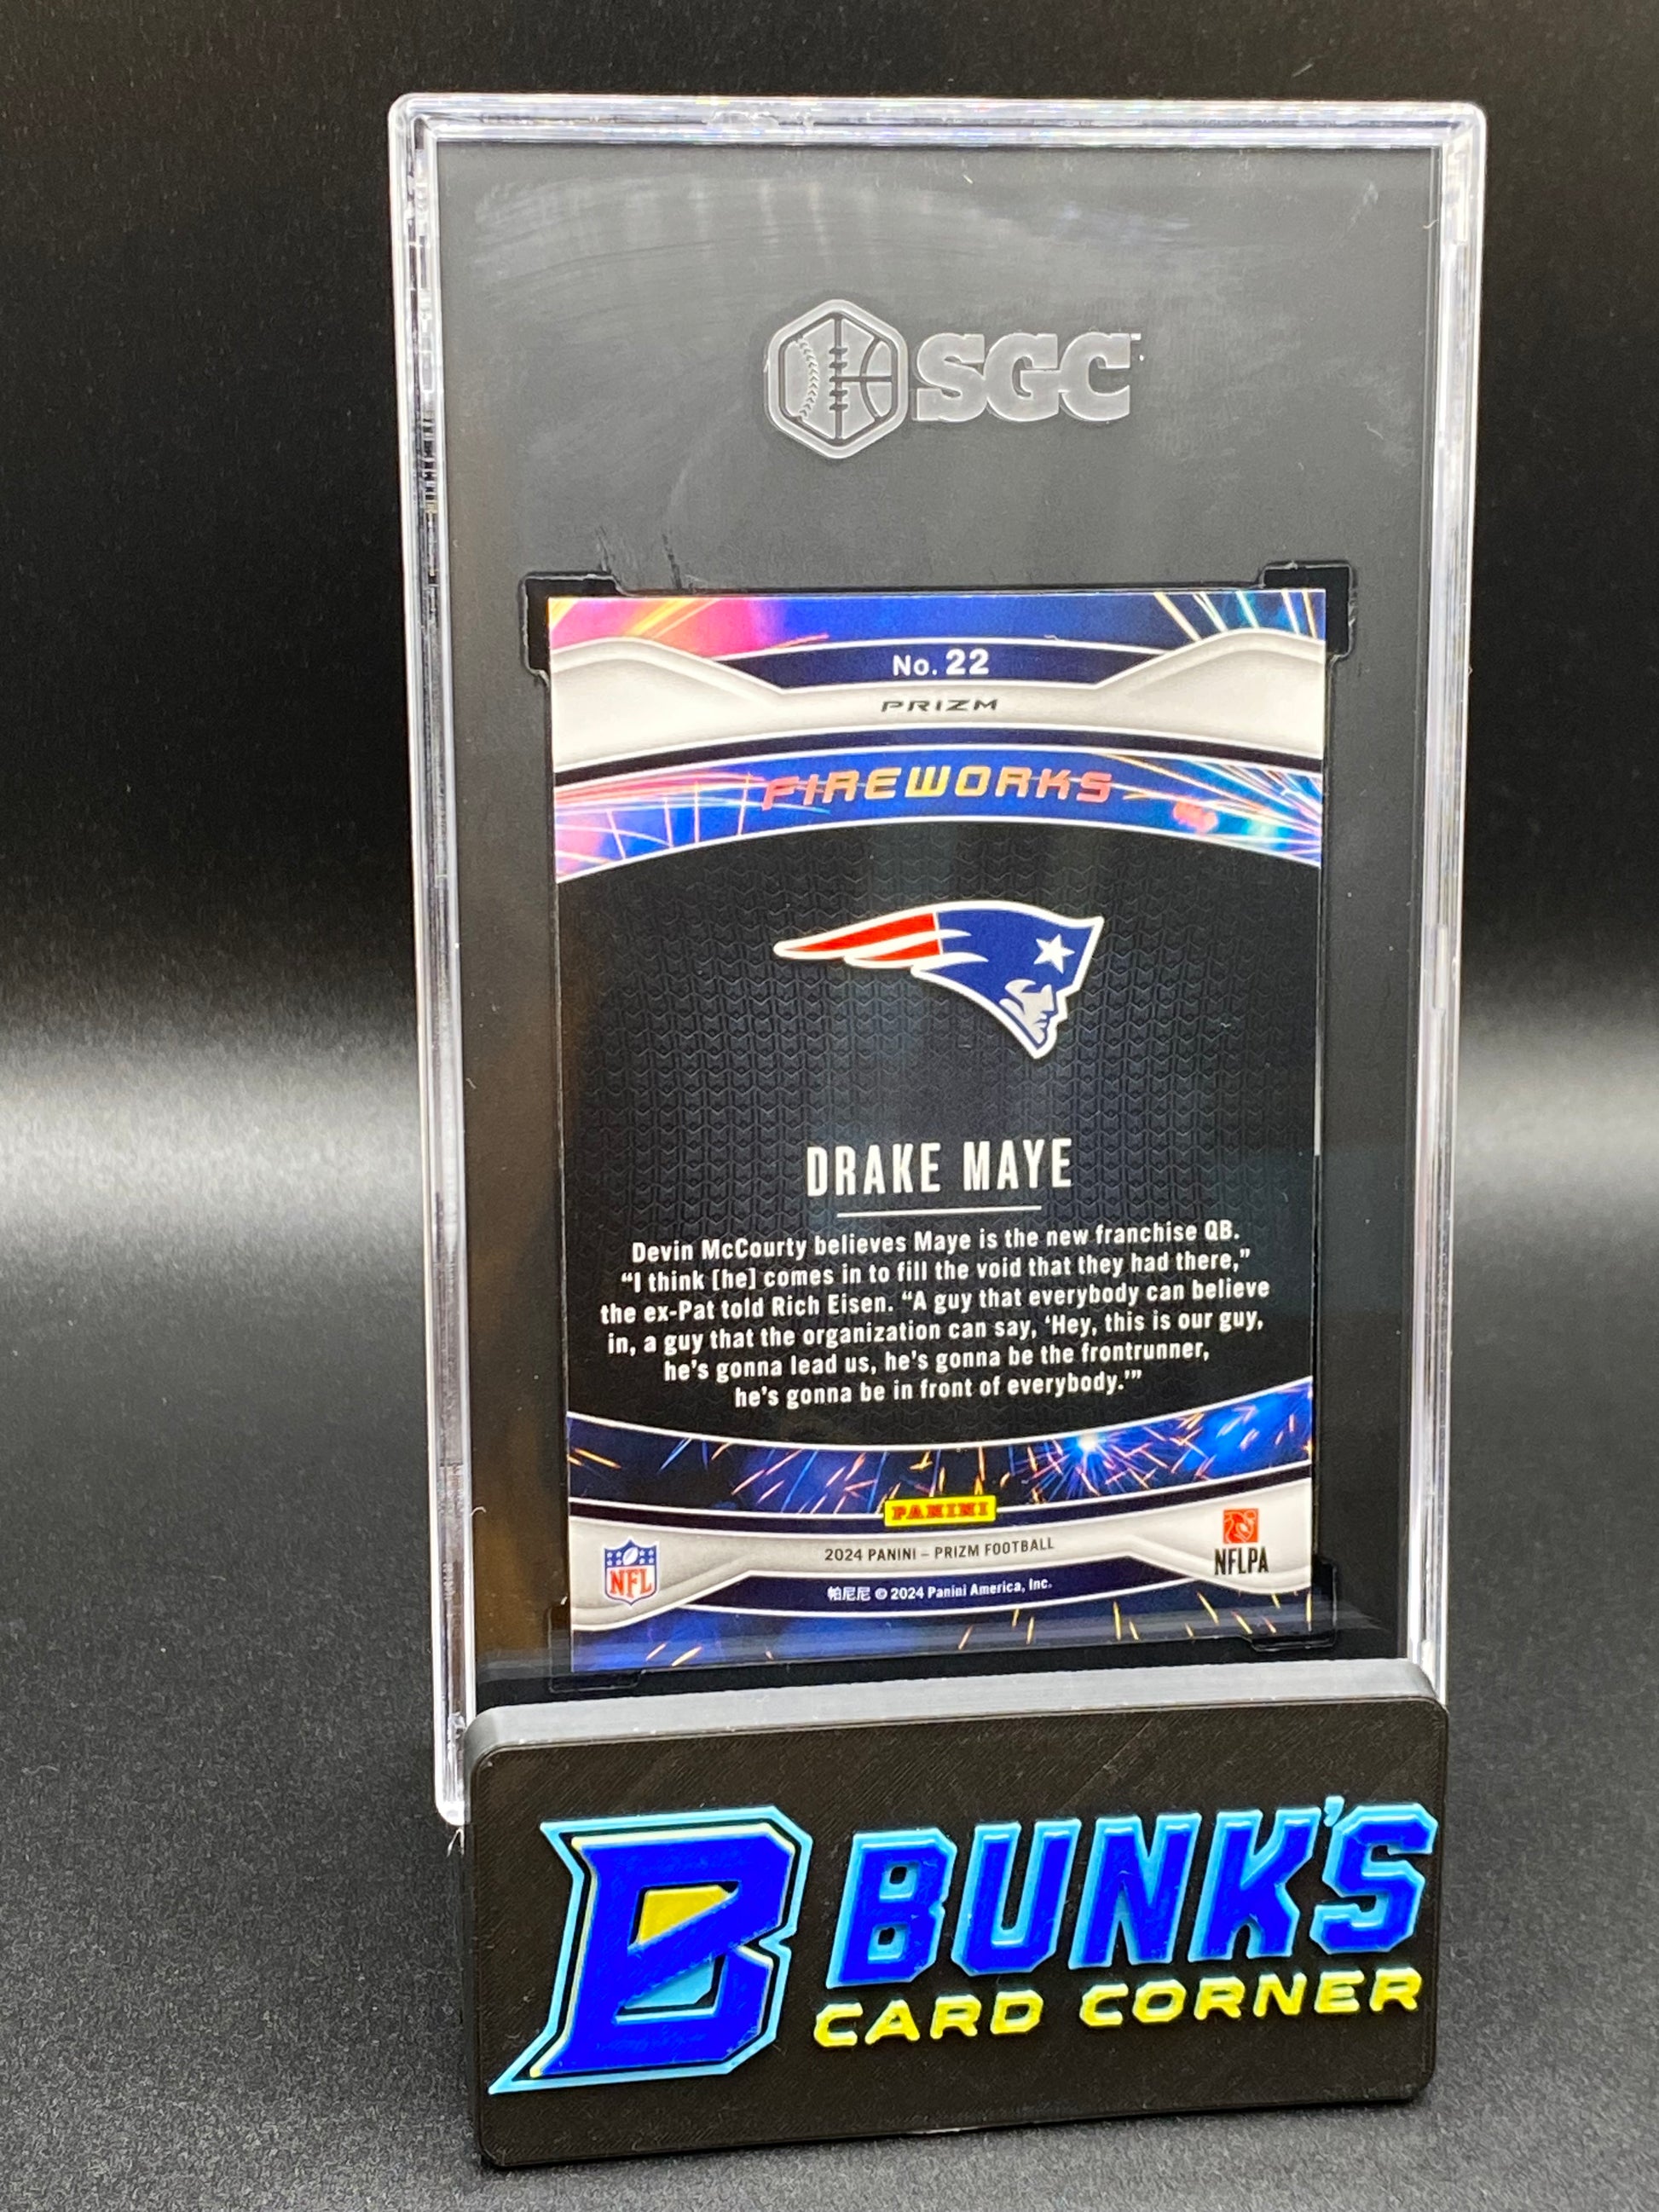 SGC
No. 22
PRIZM
FIREWORKS
DRAKE MAYE
Devin McCourty believes Maye is the new franchise QB.
“I think [he] comes in to fill the void that they had there,”
the ex-Pat told Rich Eisen. “A guy that everybody can believe
in, a guy that the organization can say, ‘Hey, this is our guy,
he's gonna lead us, he's gonna be the frontrunner,
he's gonna be in front of everybody.’”
PANINI
2024 PANINI – PRIZM FOOTBALL
NFL
NFLPA
帕尼尼 © 2024 Panini America, Inc.
B BUNK'S
CARD CORNER